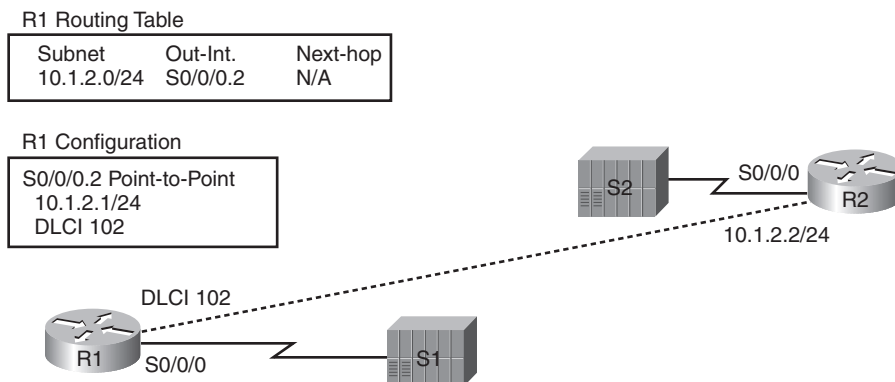 R1 Routing Table
Subnet Out-Int. Next-hop
10.1.2.0/24 S0/0/0.2 N/A
R1 Configuration
S0/0/0.2 Point-to-Point
10.1.2.1/24
DLCI 102
S2
S0/0/0
R2
10.1.2.2/24
DLCI 102
R1
S0/0/0
S1